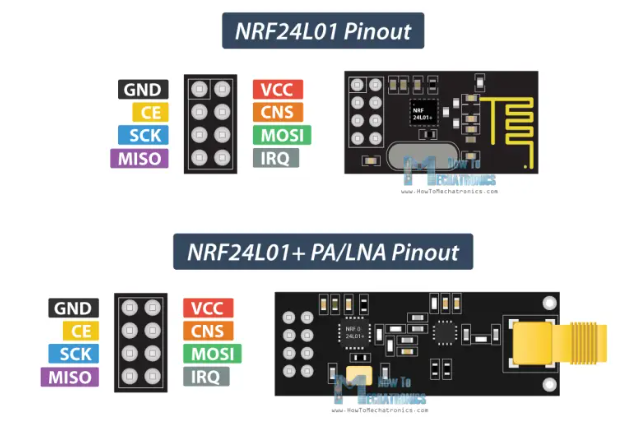 NRF24L01 Pinout
GND VCC
CE CNS
SCK MOSI
MISO IRQ
NRF
24L01+
How To
MECHATRONICS
www.HowToMechatronics.com
NRF24L01+ PA/LNA Pinout
GND VCC
CE CNS
SCK MOSI
MISO IRQ
NRF 0
24L01+
How To
MECHATRONICS
www.HowToMechatronics.com